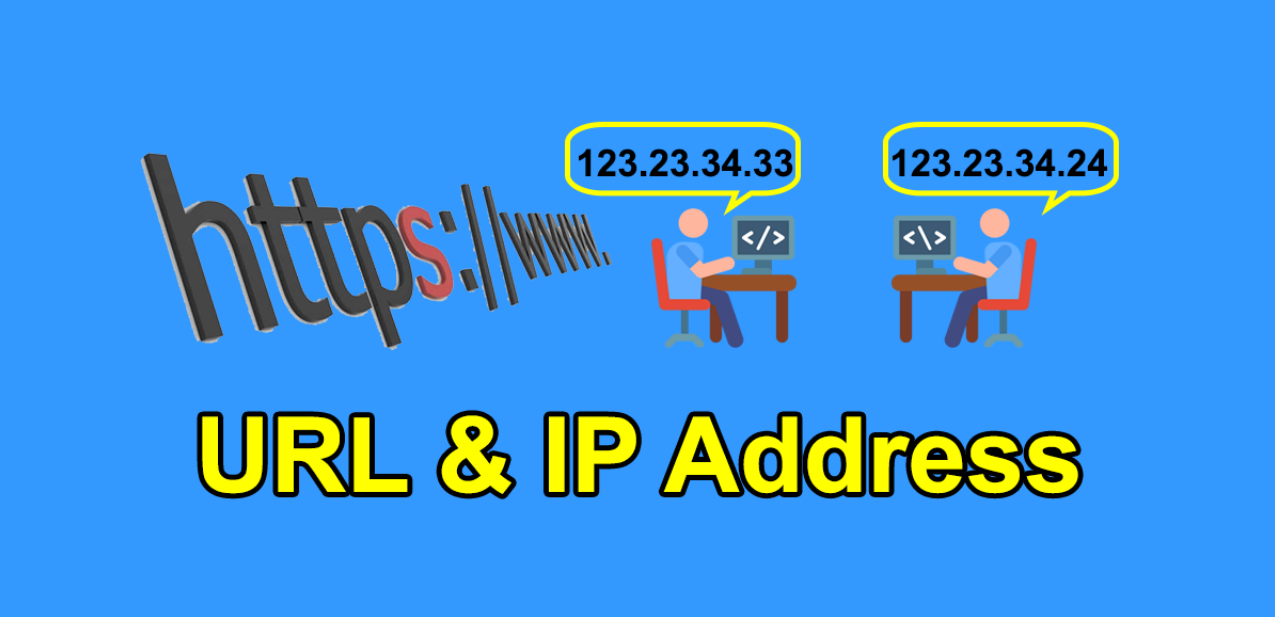 https://www.
123.23.34.33
123.23.34.24
</>
<\>
URL & IP Address